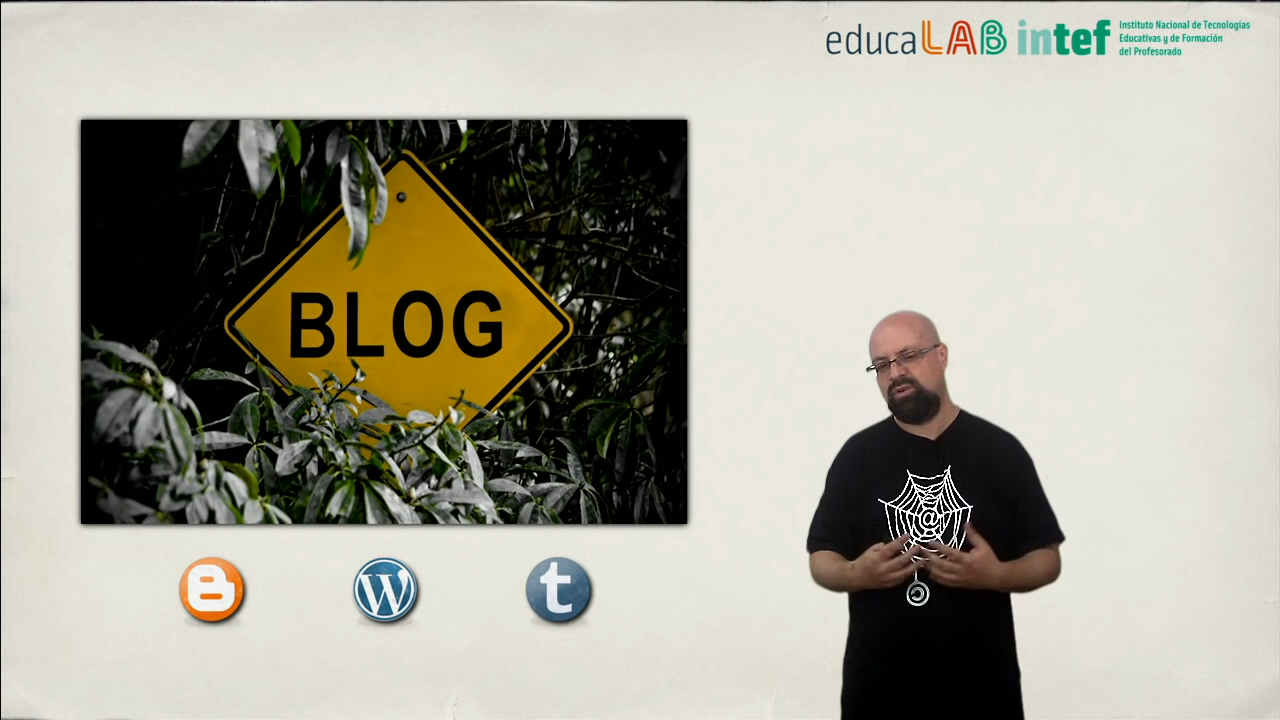 educaLAB intef Instituto Nacional de Tecnologías
Educativas y de Formación
del Profesorado
BLOG
B W t
@